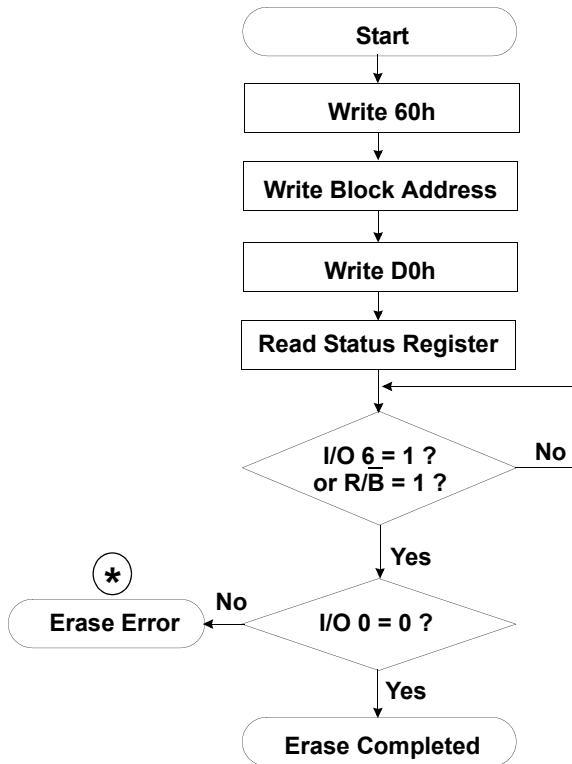 Start
Write 60h
Write Block Address
Write D0h
Read Status Register
I/O 6 = 1 ?
or R/B̅ = 1 ?
No
Yes
*
Erase Error
No
I/O 0 = 0 ?
Yes
Erase Completed